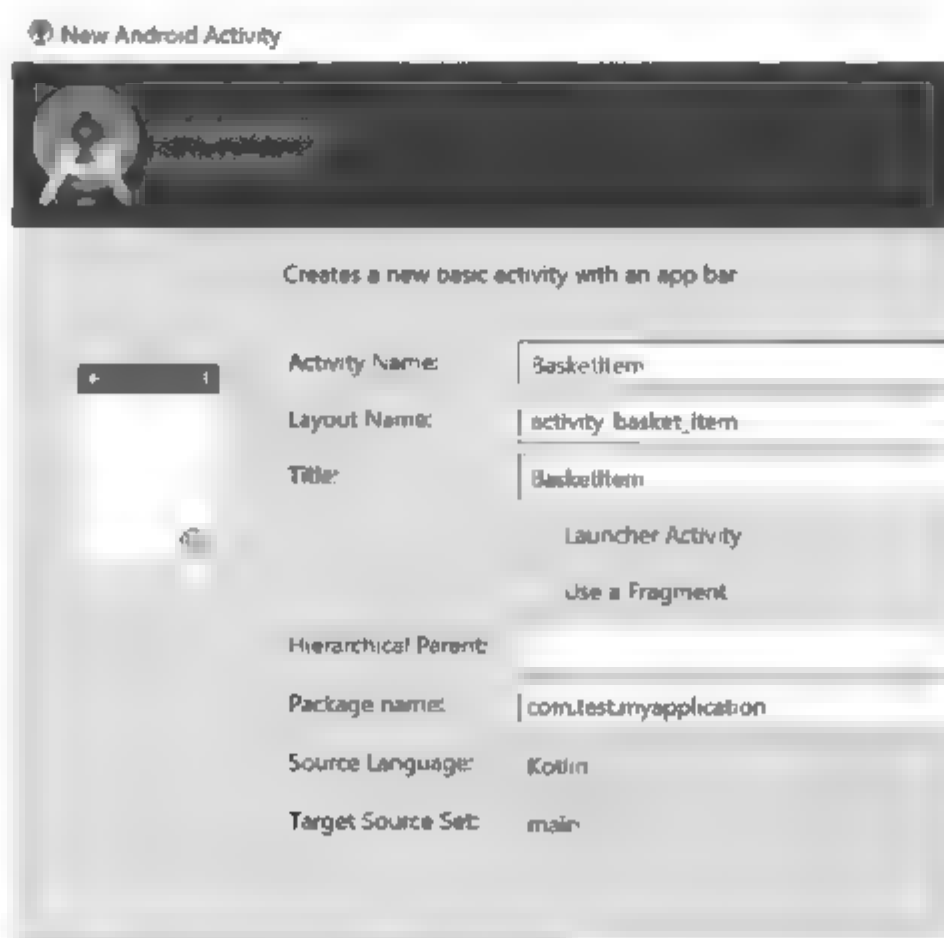 New Android Activity
Creates a new basic activity with an app bar
Activity Name:
BasketItem
Layout Name:
activity_basket_item
Title:
BasketItem
Launcher Activity
Use a Fragment
Hierarchical Parent:
Package name:
com.test.myapplication
Source Language:
Kotlin
Target Source Set:
main